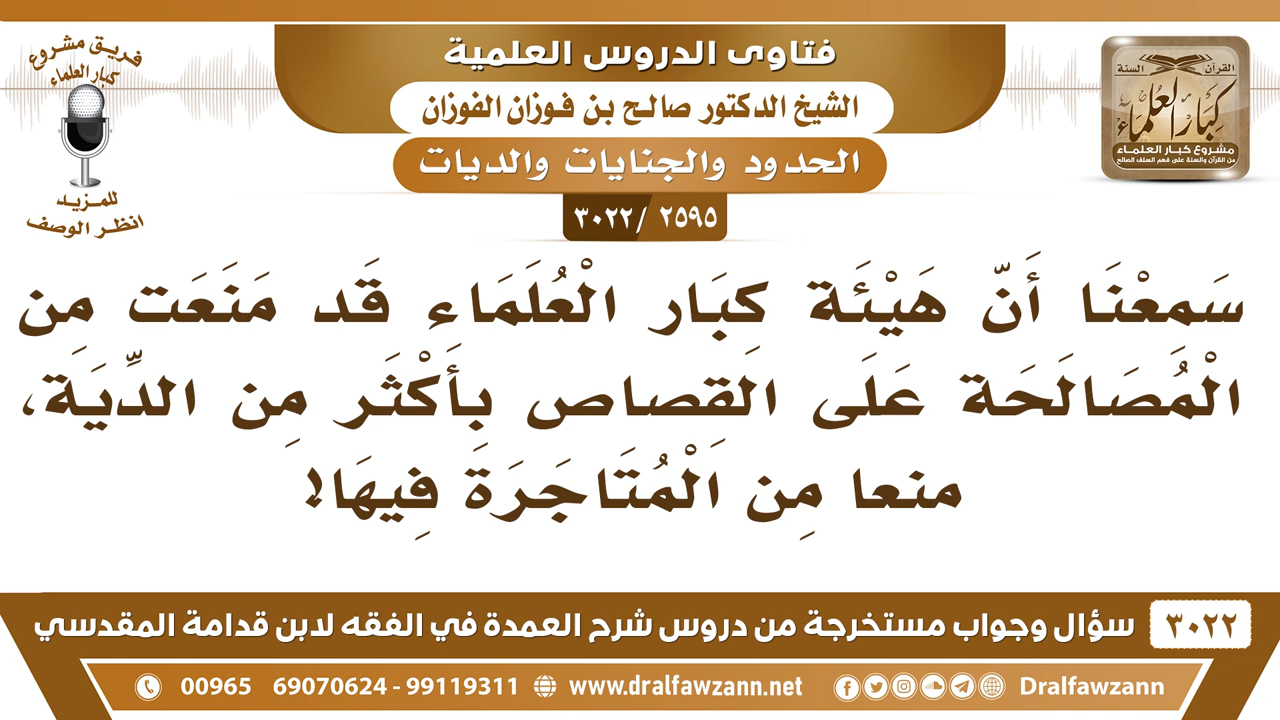 فريق مشروع
كبار العلماء
للمزيد
انظر الوصف
فتاوى الدروس العلمية
الشيخ الدكتور صالح بن فوزان الفوزان
الحدود والجنايات والديات
٢٥٩٥ / ٣٠٢٢
القرآن السنة
كبار العلماء
مشروع كبار العلماء
من القرآن والسنة على فهم السلف الصالح
سَمعْنَا أَنّ هَيْئَة كبَار الْعُلَمَاء قَد مَنَعَت من
الْمُصَالَحَة عَلَى القصَاص بأَكْثَر مِن الدِّيَة،
منعا مِن الْمُتَاجَرَة فِيهَا!
سؤال وجواب مستخرجة من دروس شرح العمدة في الفقه لابن قدامة المقدسي
٣٠٢٢
00965 69070624 - 99119311 www.dralfawzann.net Dralfawzann